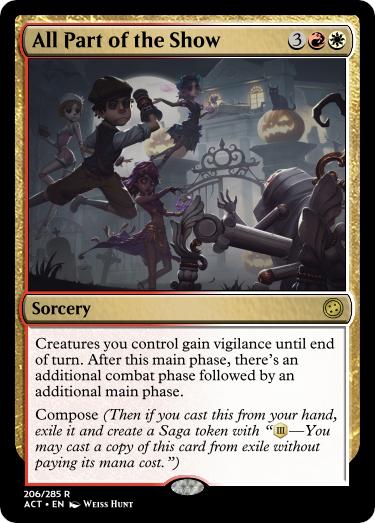 All Part of the Show 3
Sorcery
Creatures you control gain vigilance until end
of turn. After this main phase, there's an
additional combat phase followed by an
additional main phase.
Compose (Then if you cast this from your hand,
exile it and create a Saga token with "III—You
may cast a copy of this card from exile without
paying its mana cost.")
206/285 R
ACT • EN Weiss Hunt